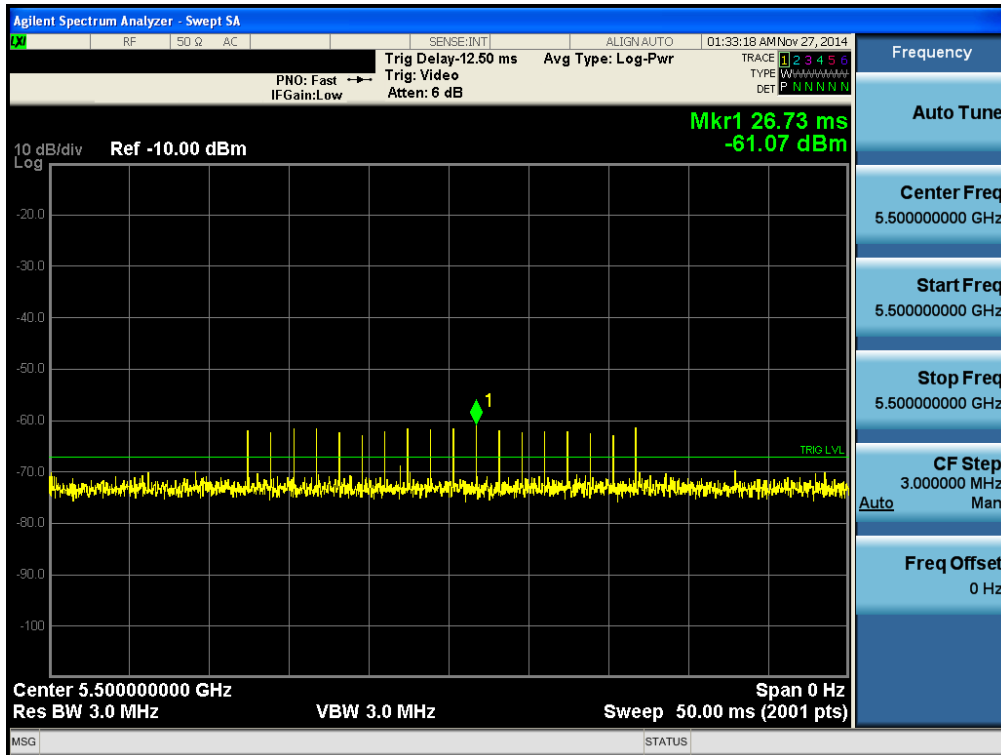 Agilent Spectrum Analyzer - Swept SA
LXI RF 50 Ω AC SENSE:INT ALIGN AUTO 01:33:18 AM Nov 27, 2014
Trig Delay-12.50 ms Avg Type: Log-Pwr TRACE 1 2 3 4 5 6
PNO: Fast Trig: Video TYPE WWWWWW
IFGain:Low Atten: 6 dB DET P N N N N N
Mkr1 26.73 ms
-61.07 dBm
10 dB/div Ref -10.00 dBm
Log
-20.0
-30.0
-40.0
-50.0
-60.0
-70.0
-80.0
-90.0
-100
1
TRIG LVL
Center 5.500000000 GHz Span 0 Hz
Res BW 3.0 MHz VBW 3.0 MHz Sweep 50.00 ms (2001 pts)
MSG STATUS
Frequency
Auto Tune
Center Freq
5.500000000 GHz
Start Freq
5.500000000 GHz
Stop Freq
5.500000000 GHz
CF Step
3.000000 MHz
Auto Man
Freq Offset
0 Hz